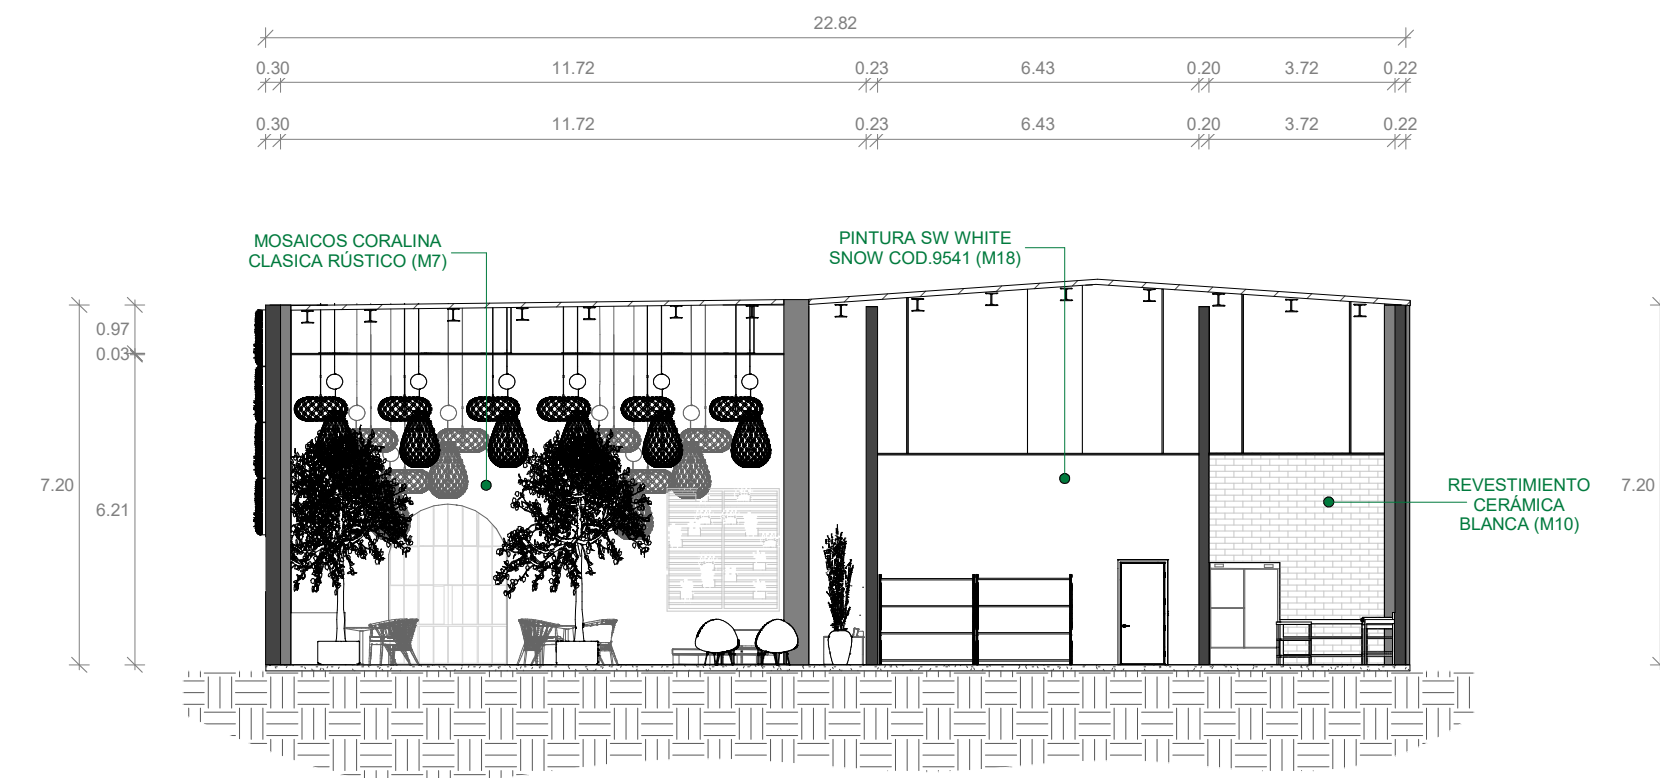 22.82
0.30 11.72 0.23 6.43 0.20 3.72 0.22
0.30 11.72 0.23 6.43 0.20 3.72 0.22
MOSAICOS CORALINA
CLASICA RÚSTICO (M7)
PINTURA SW WHITE
SNOW COD.9541 (M18)
0.97
0.03
7.20
6.21
7.20
REVESTIMIENTO
CERÁMICA
BLANCA (M10)